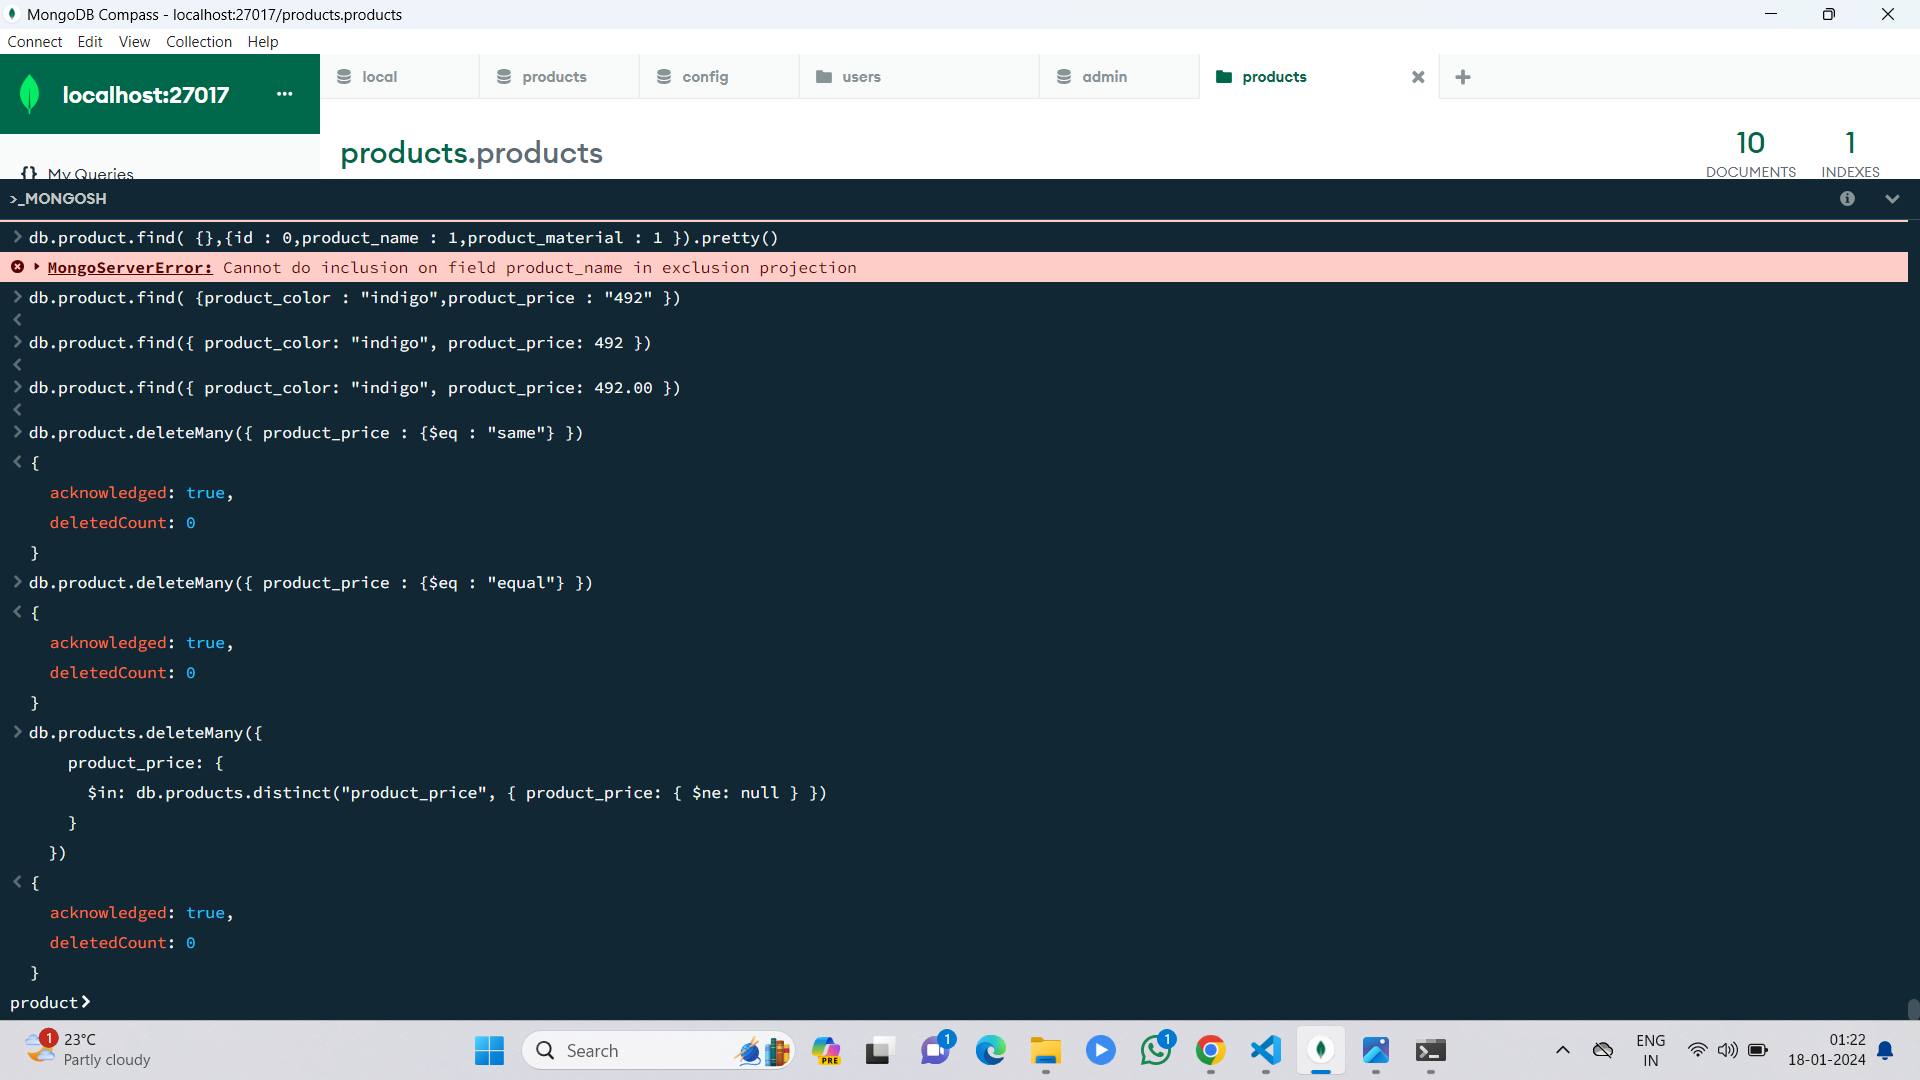 MongoDB Compass - localhost:27017/products.products
Connect Edit View Collection Help
localhost:27017 ...
local products config users admin products
products.products
10 1
DOCUMENTS INDEXES
{} My Queries
>_MONGOSH
> db.product.find( {},{id : 0,product_name : 1,product_material : 1 }).pretty()
MongoServerError: Cannot do inclusion on field product_name in exclusion projection
> db.product.find( {product_color : "indigo",product_price : "492" })
<
> db.product.find({ product_color: "indigo", product_price: 492 })
<
> db.product.find({ product_color: "indigo", product_price: 492.00 })
<
> db.product.deleteMany({ product_price : {$eq : "same"} })
< {
acknowledged: true,
deletedCount: 0
}
> db.product.deleteMany({ product_price : {$eq : "equal"} })
< {
acknowledged: true,
deletedCount: 0
}
> db.products.deleteMany({
product_price: {
$in: db.products.distinct("product_price", { product_price: { $ne: null } })
}
})
< {
acknowledged: true,
deletedCount: 0
}
product>
1 23°C
Partly cloudy
Search
PRE
1
1
ENG
IN
01:22
18-01-2024